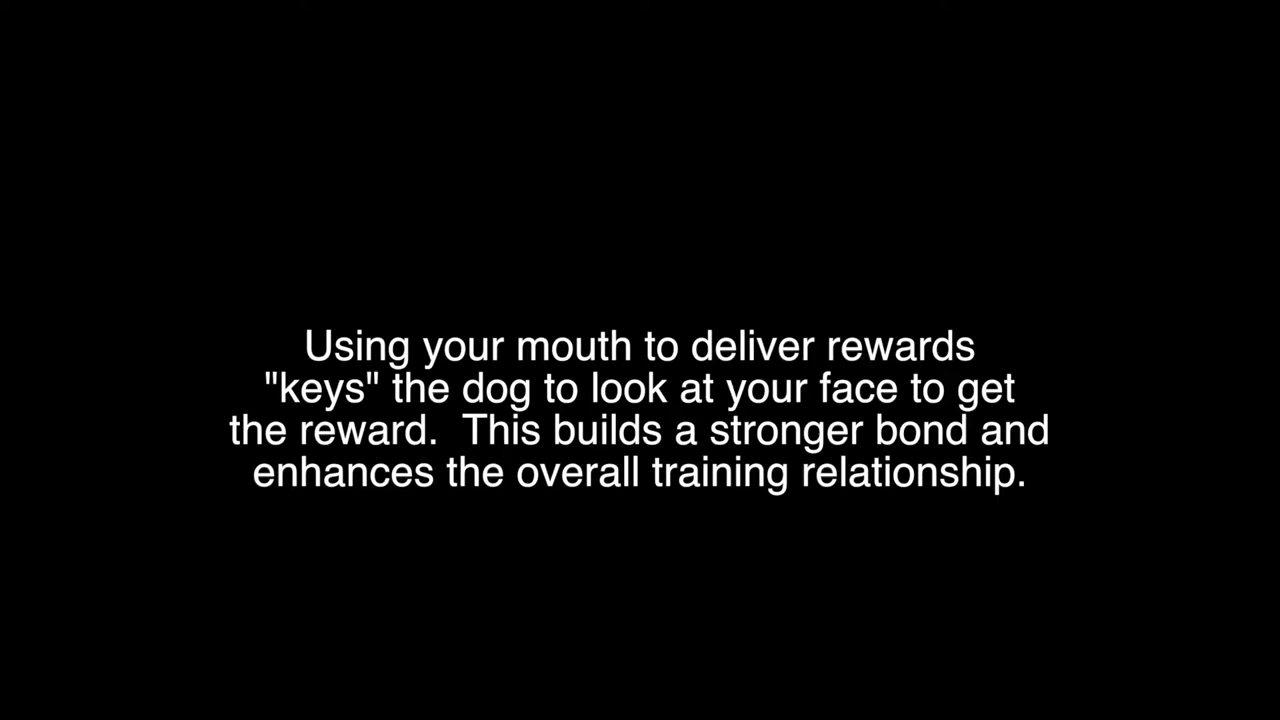 Using your mouth to deliver rewards
"keys" the dog to look at your face to get
the reward.  This builds a stronger bond and
enhances the overall training relationship.